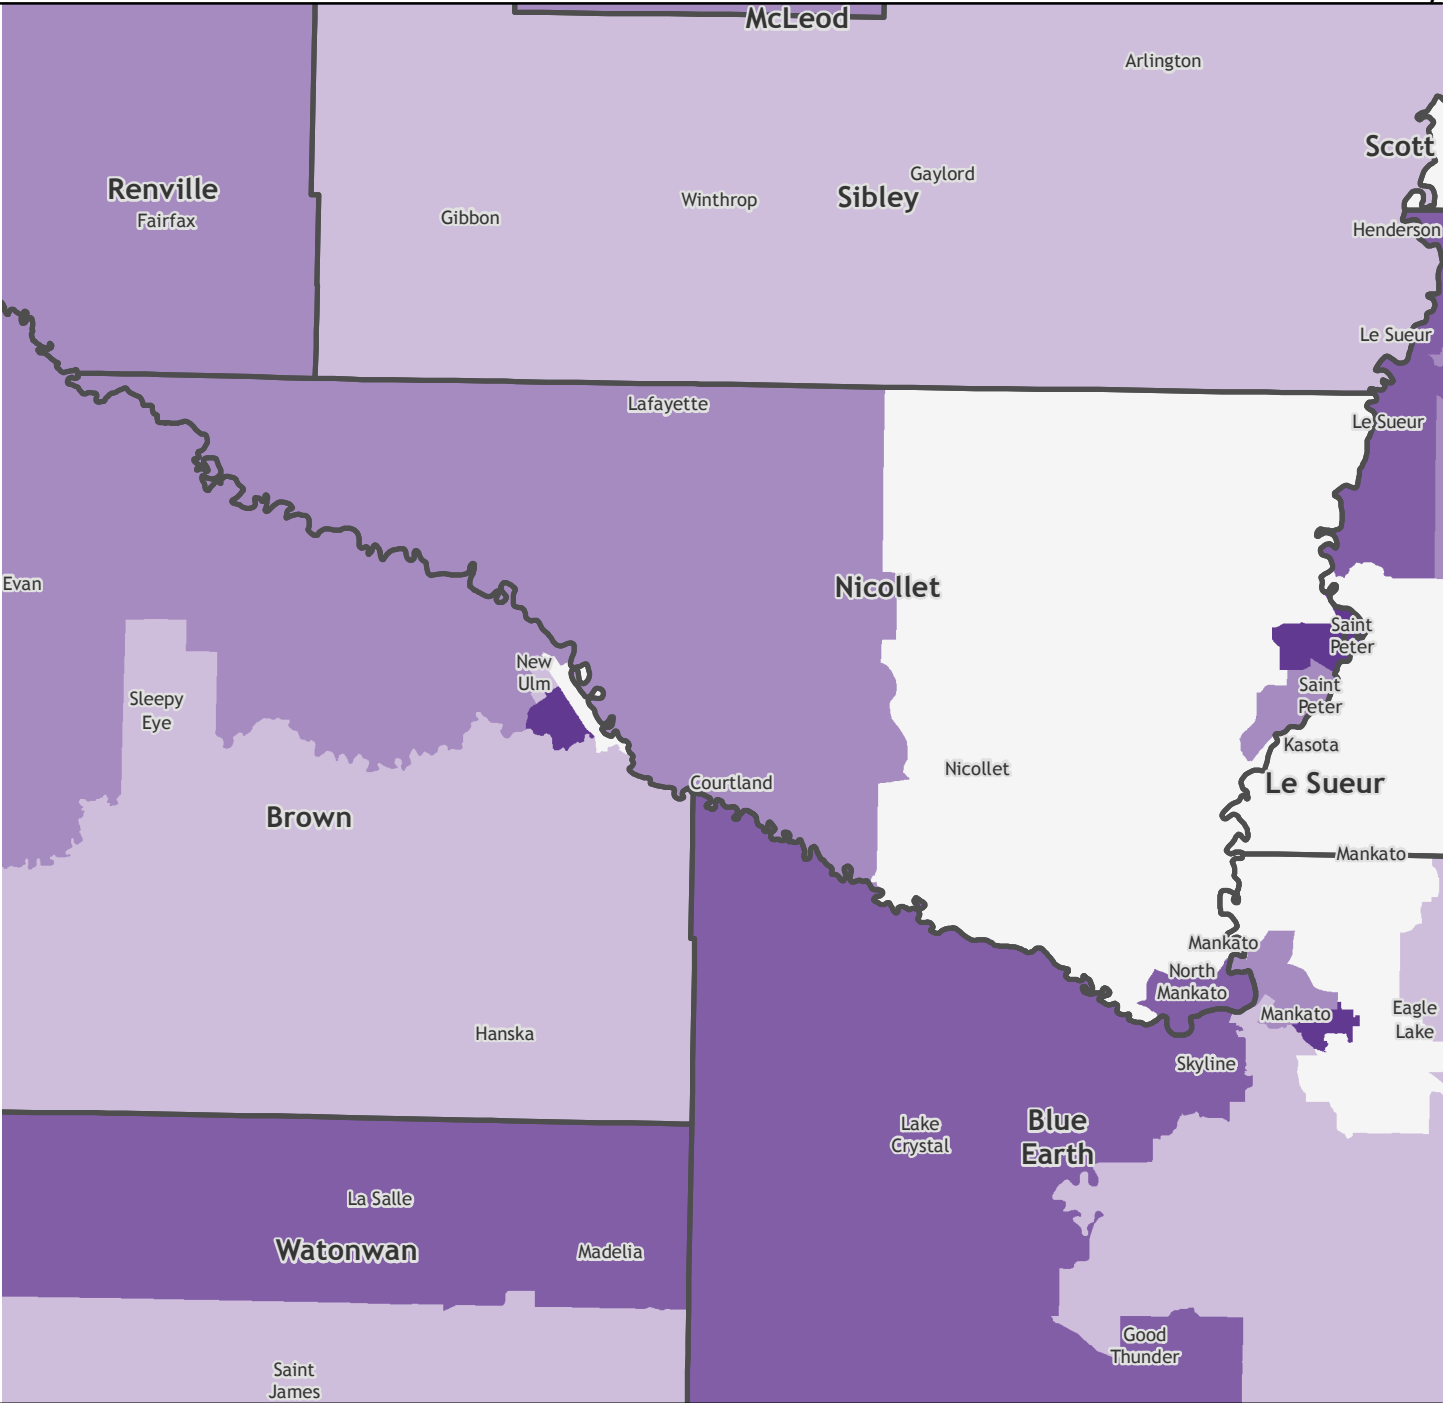 McLeod
Arlington
Scott
Gaylord
Renville
Sibley
Winthrop
Fairfax
Gibbon
Henderson
Le Sueur
Lafayette
Le Sueur
Evan
Nicollet
Saint
Peter
New
Ulm
Saint
Peter
Sleepy
Eye
Kasota
Nicollet
Courtland
Le Sueur
Brown
Mankato
Mankato
North
Mankato
Mankato
Eagle
Lake
Hanska
Skyline
Lake
Crystal
Blue
Earth
La Salle
Watonwan
Madelia
Good
Thunder
Saint
James